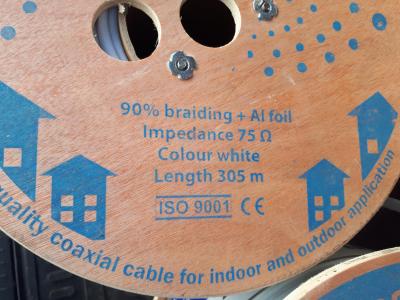 90% braiding + Al foil
Impedance 75 Ω
Colour white
Length 305 m
ISO 9001 CE
quality coaxial cable for indoor and outdoor application